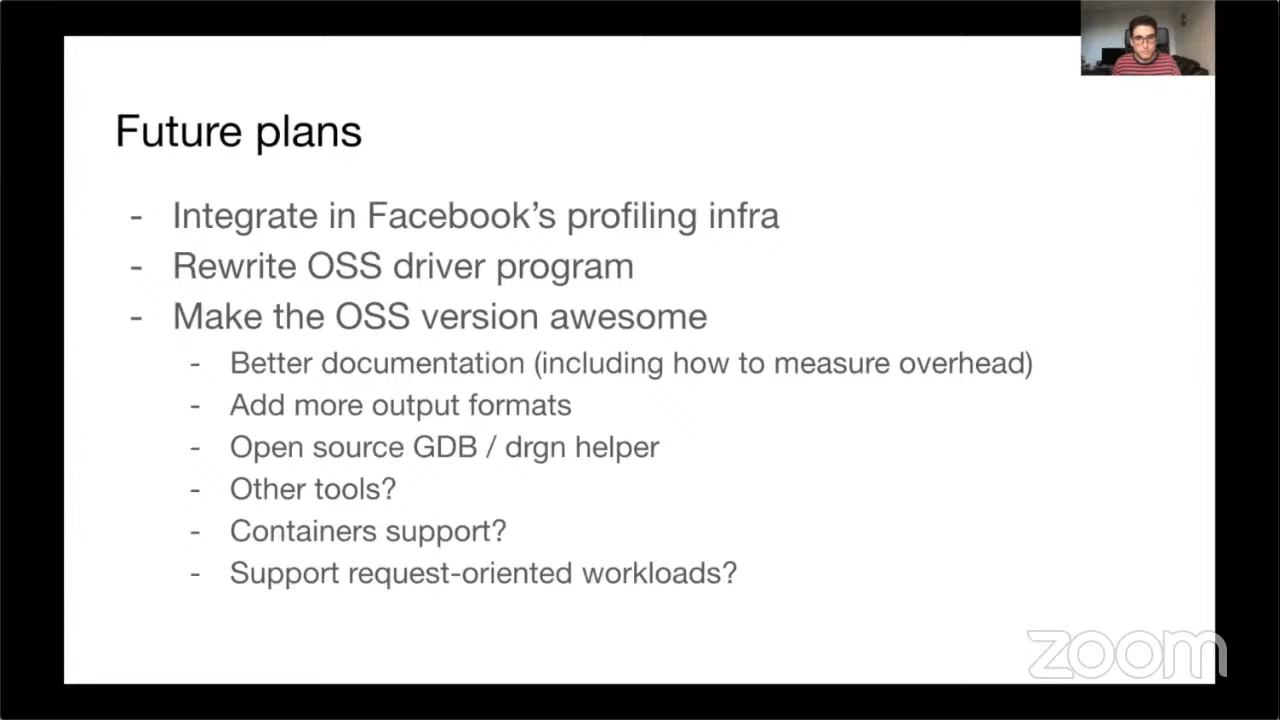 Future plans
- Integrate in Facebook’s profiling infra
- Rewrite OSS driver program
- Make the OSS version awesome
- Better documentation (including how to measure overhead)
- Add more output formats
- Open source GDB / drgn helper
- Other tools?
- Containers support?
- Support request-oriented workloads?
zoom